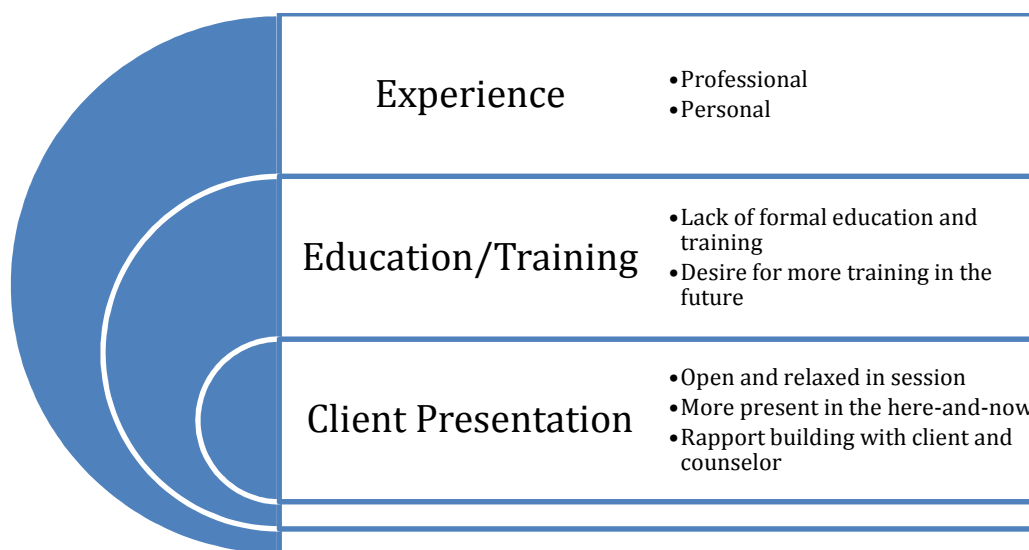 Experience
•Professional
•Personal
Education/Training
•Lack of formal education and
training
•Desire for more training in the
future
Client Presentation
•Open and relaxed in session
•More present in the here-and-now
•Rapport building with client and
counselor